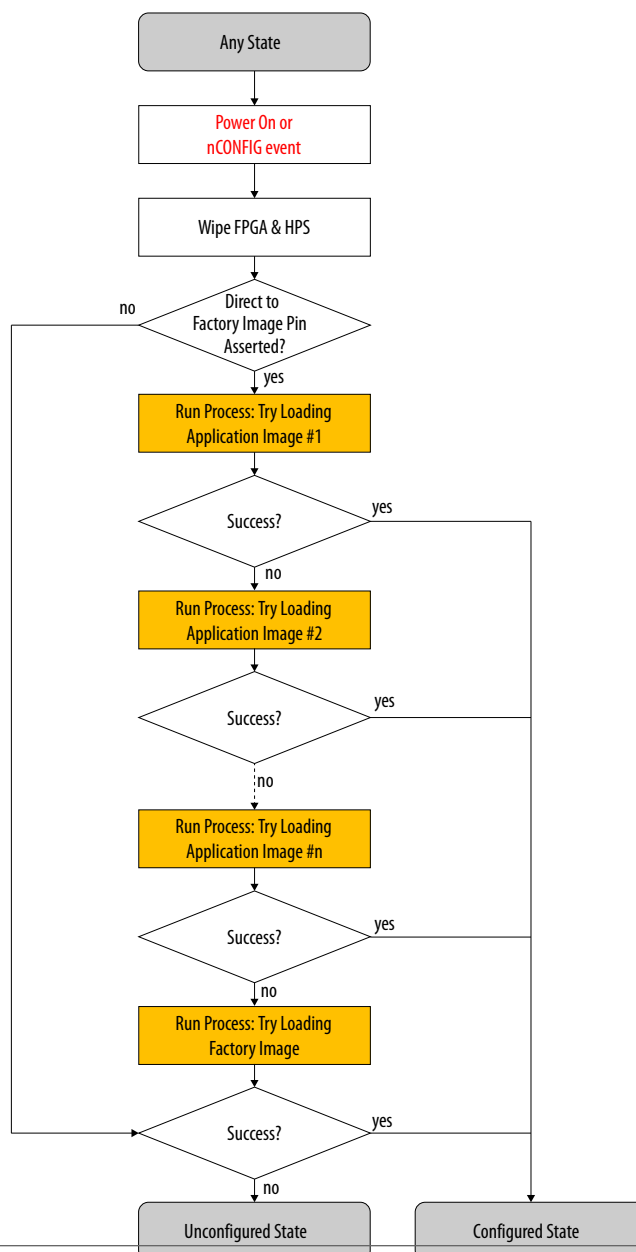 Any State
Power On or
nCONFIG event
Wipe FPGA & HPS
no
Direct to
Factory Image Pin
Asserted?
yes
Run Process: Try Loading
Application Image #1
Success?
yes
no
Run Process: Try Loading
Application Image #2
Success?
yes
no
Run Process: Try Loading
Application Image #n
Success?
yes
no
Run Process: Try Loading
Factory Image
Success?
yes
no
Unconfigured State
Configured State